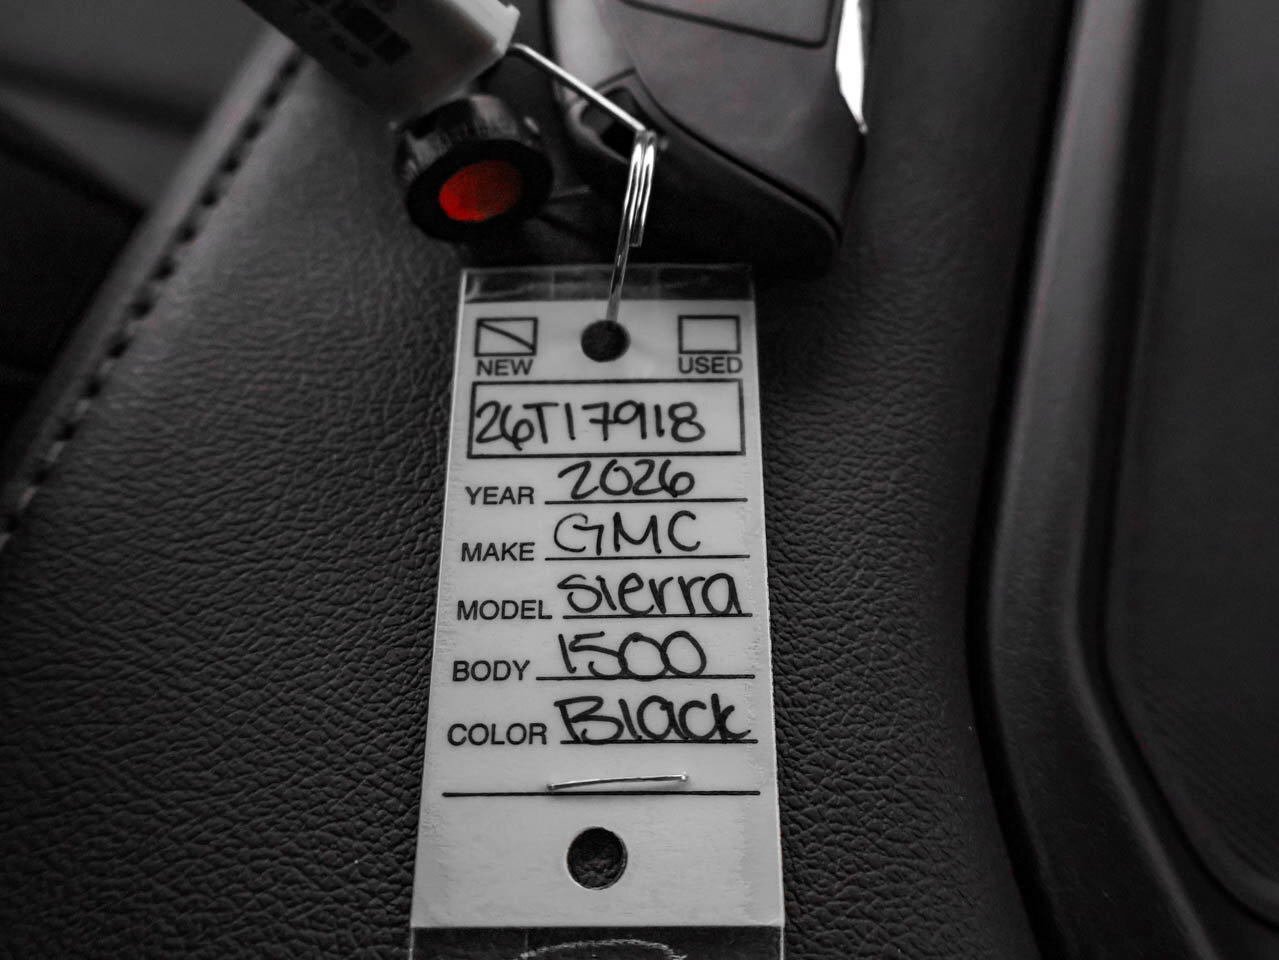 NEW USED
26T17918
YEAR 2026
MAKE GMC
MODEL Sierra
BODY 1500
COLOR Black